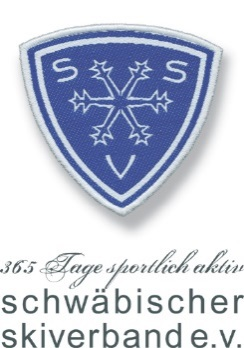 S S
V
365 Tage sportlich aktiv
schwäbischer
skiverband e.v.